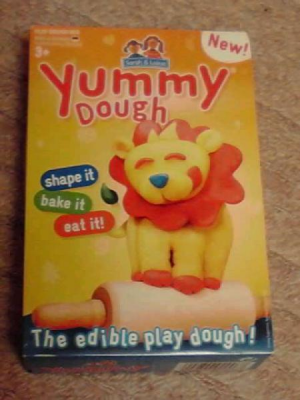 New!
3+
Yummy
Dough
shape it
bake it
eat it!
The edible play dough!